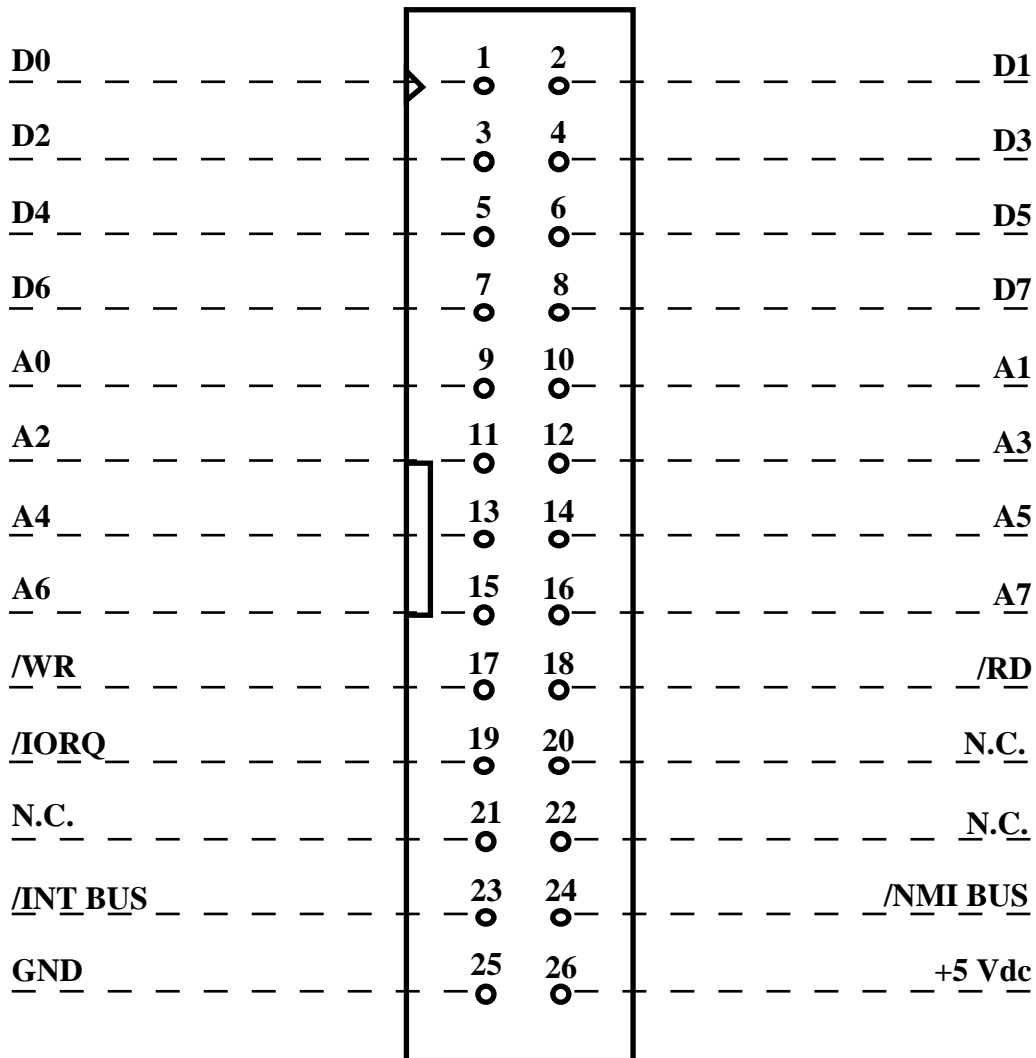 D0 1 2 D1
D2 3 4 D3
D4 5 6 D5
D6 7 8 D7
A0 9 10 A1
A2 11 12 A3
A4 13 14 A5
A6 15 16 A7
/WR 17 18 /RD
/IORQ 19 20 N.C.
N.C. 21 22 N.C.
/INT BUS 23 24 /NMI BUS
GND 25 26 +5 Vdc